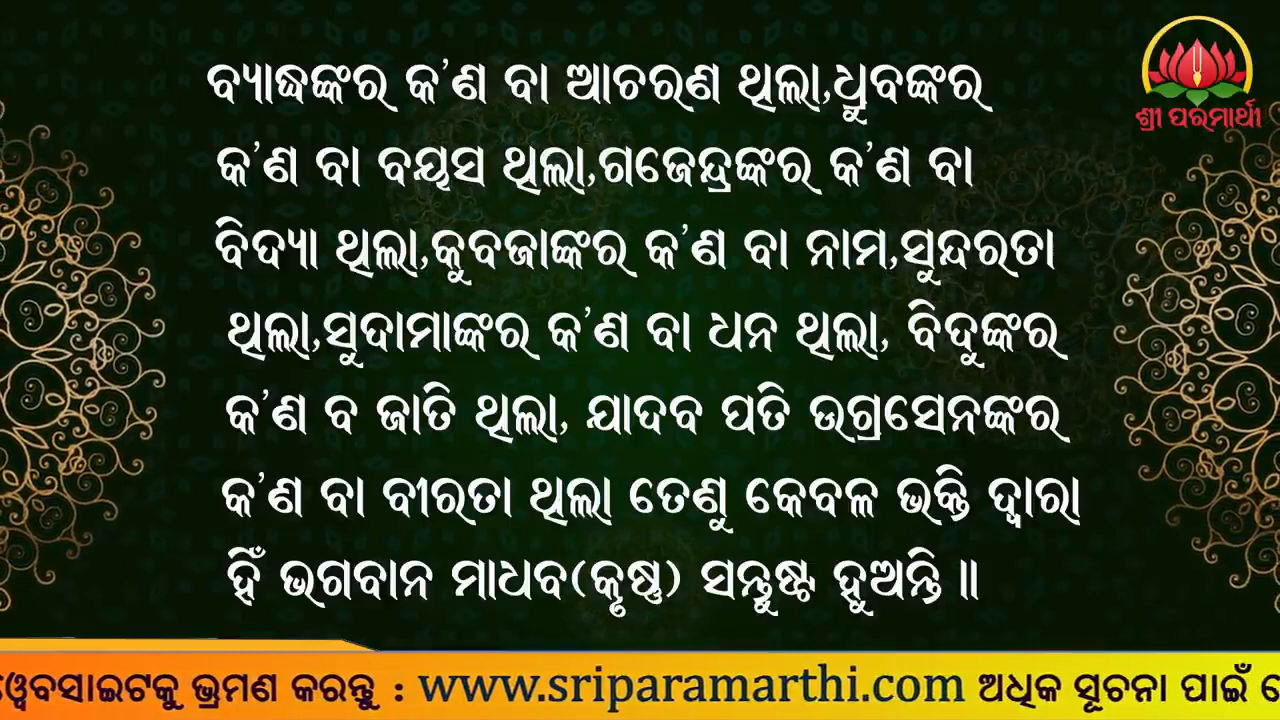 ବ୍ୟାଦ୍ଧଙ୍କର କ'ଣ ବା ଆଚରଣ ଥିଲା,ଧ୍ରୁବଙ୍କର
କ'ଣ ବା ବୟସ ଥିଲା,ଗଜେନ୍ଦ୍ରଙ୍କର କ'ଣ ବା
ବିଦ୍ୟା ଥିଲା,କୁବଜାଙ୍କର କ'ଣ ବା ନାମ,ସୁନ୍ଦରତା
ଥିଲା,ସୁଦାମାଙ୍କର କ'ଣ ବା ଧନ ଥିଲା, ବିଦୁଙ୍କର
କ'ଣ ବ ଜାତି ଥିଲା, ଯାଦବ ପତି ଉଗ୍ରସେନଙ୍କର
କ'ଣ ବା ବୀରତା ଥିଲା ତେଣୁ କେବଳ ଭକ୍ତି ଦ୍ୱାରା
ହିଁ ଭଗବାନ ମାଧବ(କୃଷ୍ଣ) ସନ୍ତୁଷ୍ଟ ହୁଅନ୍ତି ॥
ଶ୍ରୀ ପରମାର୍ଥୀ
ୱେବସାଇଟକୁ ଭ୍ରମଣ କରନ୍ତୁ : www.sriparamarthi.com ଅଧିକ ସୂଚନା ପାଇଁ